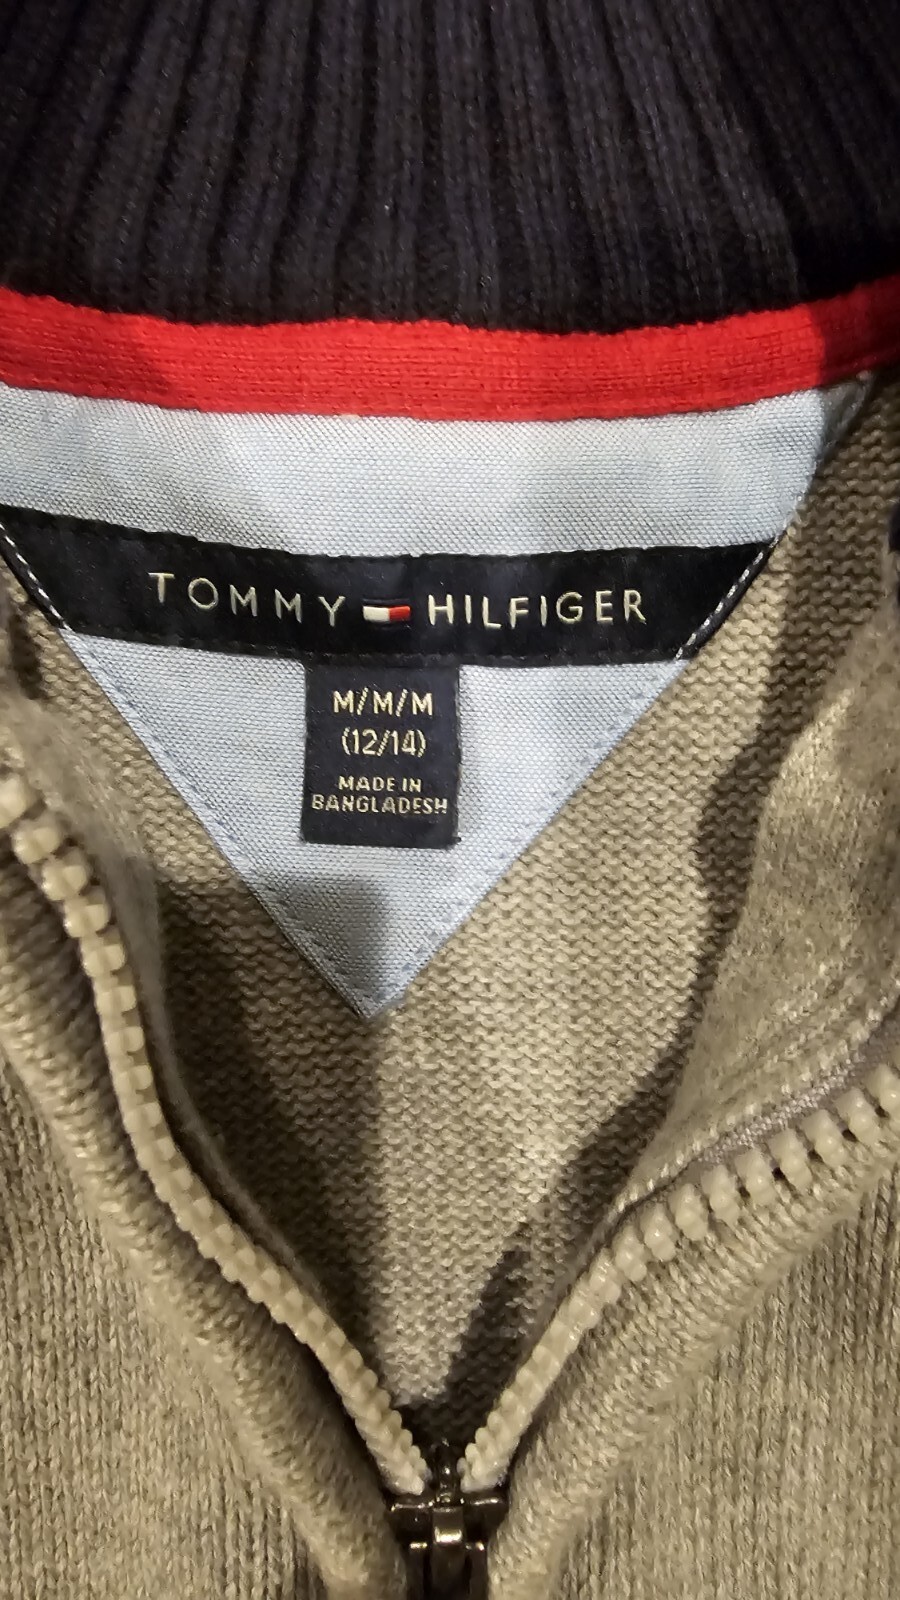 TOMMY HILFIGER
M/M/M
(12/14)
MADE IN
BANGLADESH